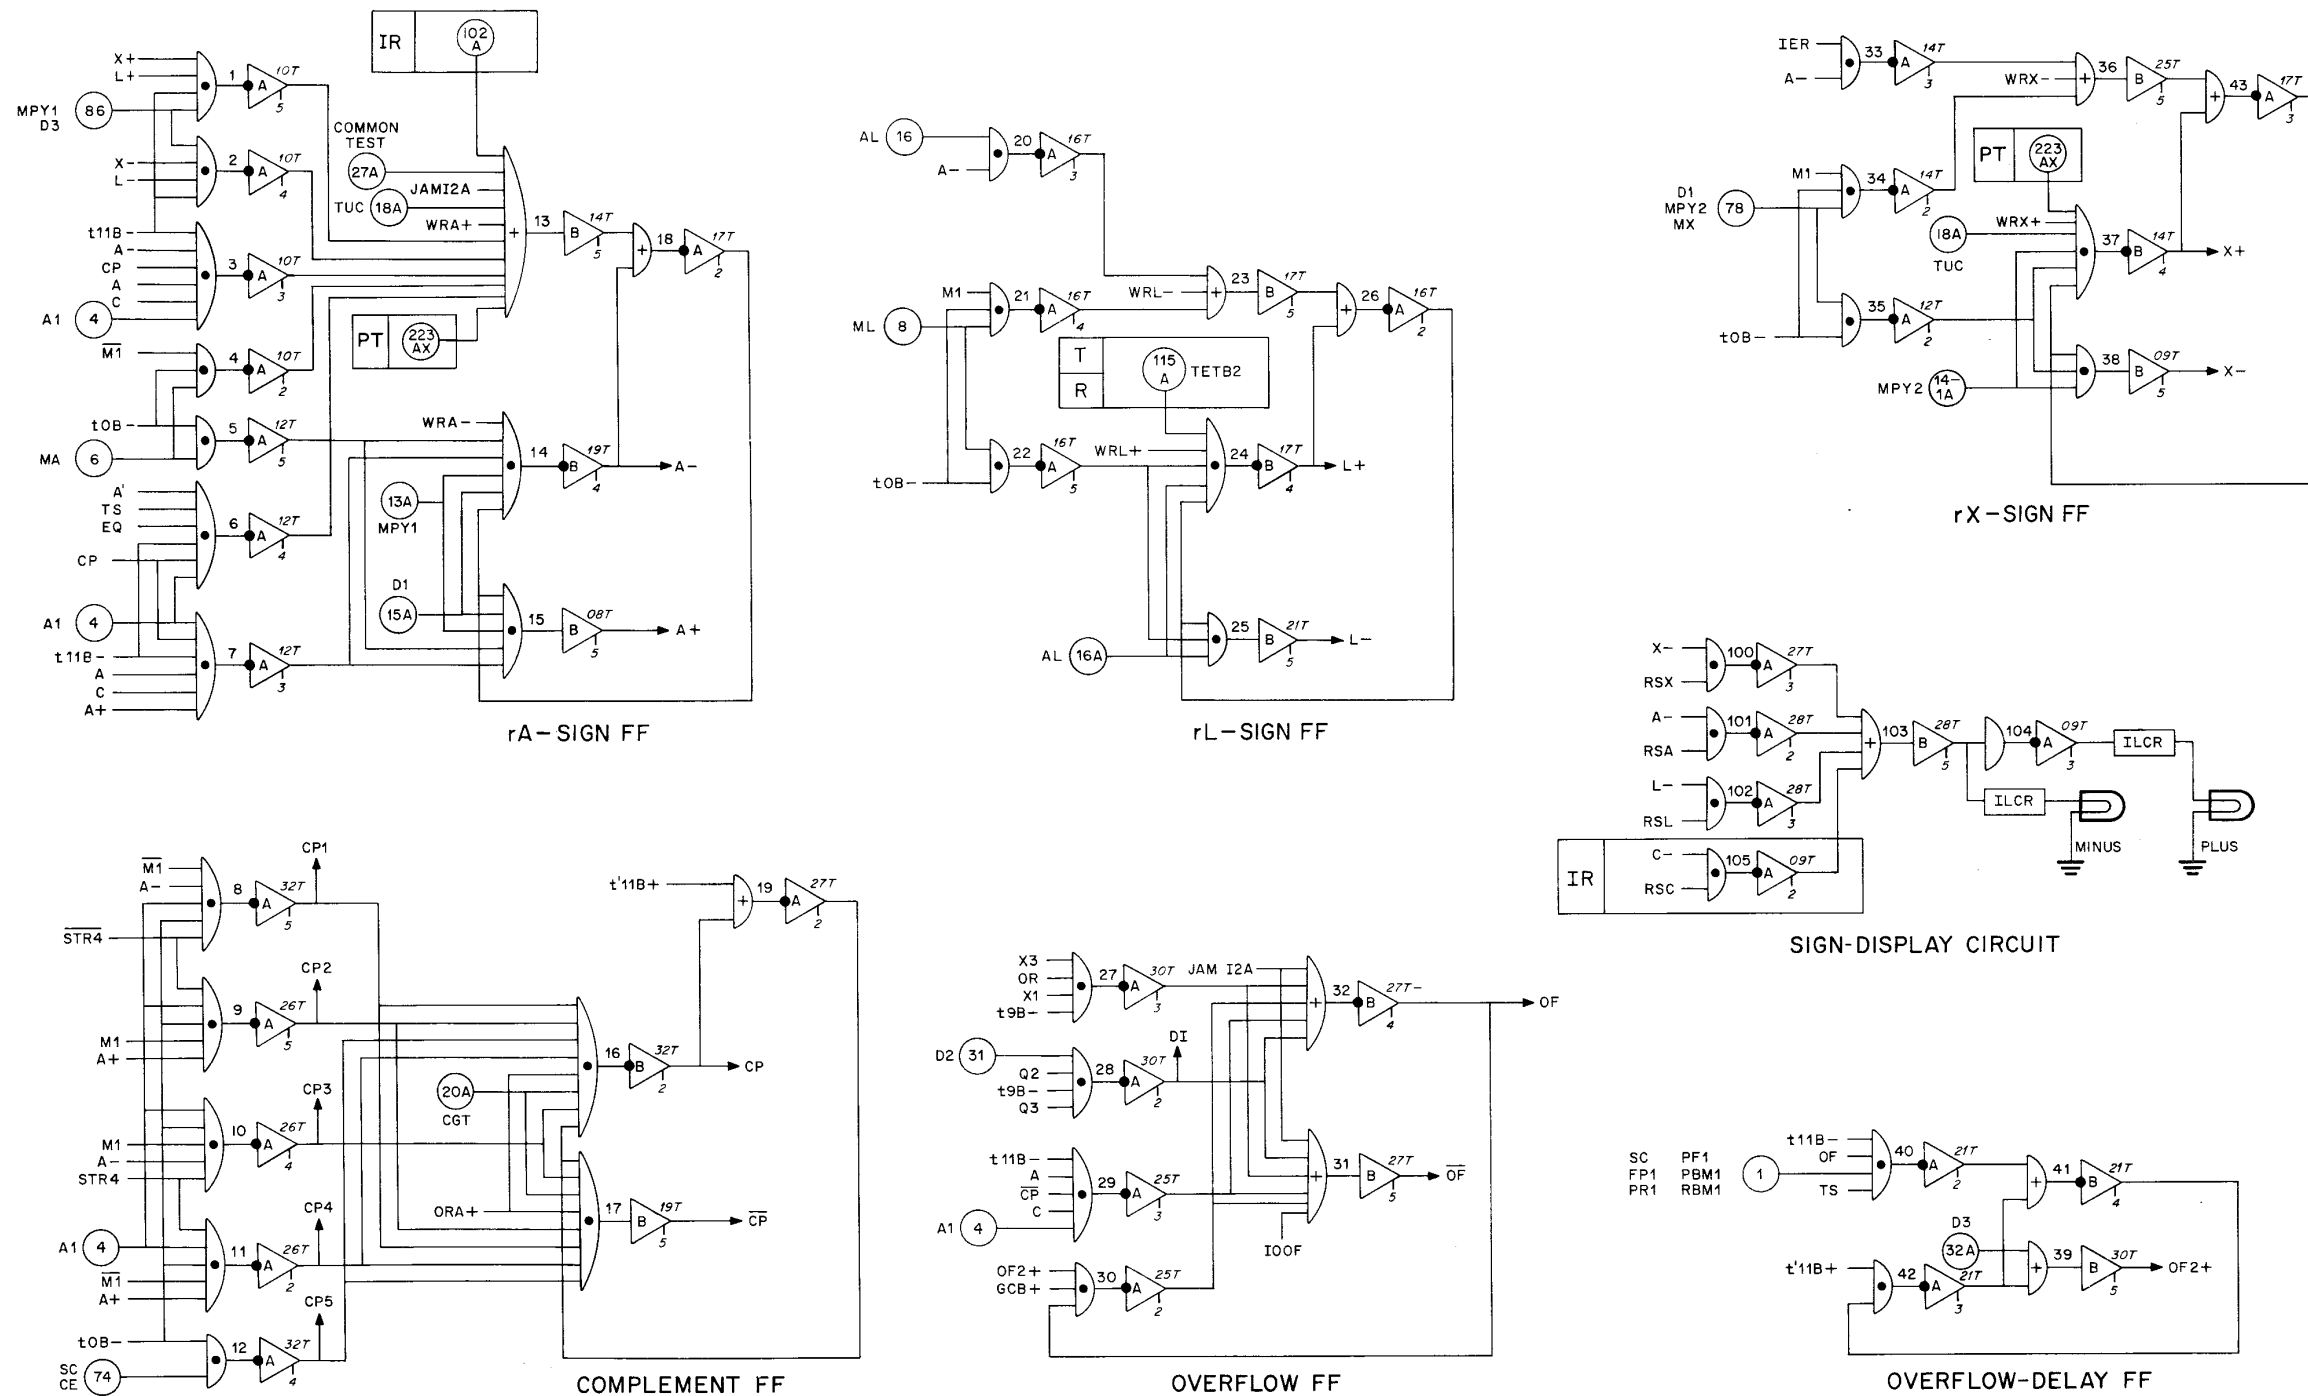 IR 102 A
X+
L+
MPY1 86
D3
1 A 10T 5
X-
L-
2 A 10T 4
COMMON
TEST
27A
JAMI2A
TUC 18A
WRA+
t11B-
A-
CP
A
C
A1 4
3 A 10T 3
13 B 14T 5
18 A 17T 2
PT 223 AX
M1
4 A 10T 2
t0B-
MA 6
5 A 12T 5
WRA-
14 B 19T 4
A-
13A
MPY1
A'
TS
EQ
CP
6 A 12T 4
D1
15A
15 B 08T 5
A+
A1 4
t11B-
A
C
A+
7 A 12T 3
rA-SIGN FF
AL 16
A-
20 A 16T 3
M1
21 A 16T 4
ML 8
WRL-
23 B 17T 5
26 A 16T 2
T
R
115 A TETB2
t0B-
22 A 16T 5
WRL+
24 B 17T 4
L+
AL 16A
25 B 21T 5
L-
rL-SIGN FF
IER
A-
33 A 14T 3
WRX-
36 B 25T 5
43 A 17T 3
M1
D1
MPY2 78
MX
34 A 14T 2
PT 223 AX
WRX+
18A
TUC
37 B 14T 4
X+
t0B-
35 A 12T 2
MPY2 14-1A
38 B 09T 5
X-
rX-SIGN FF
X-
RSX
100 A 27T 3
A-
RSA
101 A 28T 2
L-
RSL
102 A 28T 3
103 B 28T 5
104 A 09T 3
ILCR
ILCR
MINUS
PLUS
IR
C-
RSC
105 A 09T 2
SIGN-DISPLAY CIRCUIT
M1
A-
STR4
8 A 32T 5
CP1
9 A 26T 5
CP2
M1
A+
10 A 26T 4
CP3
M1
A-
STR4
A1 4
M1
A+
11 A 26T 2
CP4
t0B-
SC
CE 74
12 A 32T 4
CP5
t'11B+
19 A 27T 2
16 B 32T 2
CP
20A
CGT
ORA+
17 B 19T 5
CP
COMPLEMENT FF
X3
OR
X1
t9B-
27 A 30T 3
JAM I2A
32 B 27T- 4
OF
D2 31
Q2
t9B-
Q3
28 A 30T 2
DI
t11B-
A
CP
C
A1 4
29 A 25T 3
31 B 27T 5
OF
IOOF
OF2+
GCB+
30 A 25T 2
OVERFLOW FF
SC PF1
FP1 PBM1
PR1 RBM1
1
t11B-
OF
TS
40 A 21T 2
41 B 21T 4
D3
32A
39 B 30T 5
OF2+
t'11B+
42 A 21T 3
OVERFLOW-DELAY FF